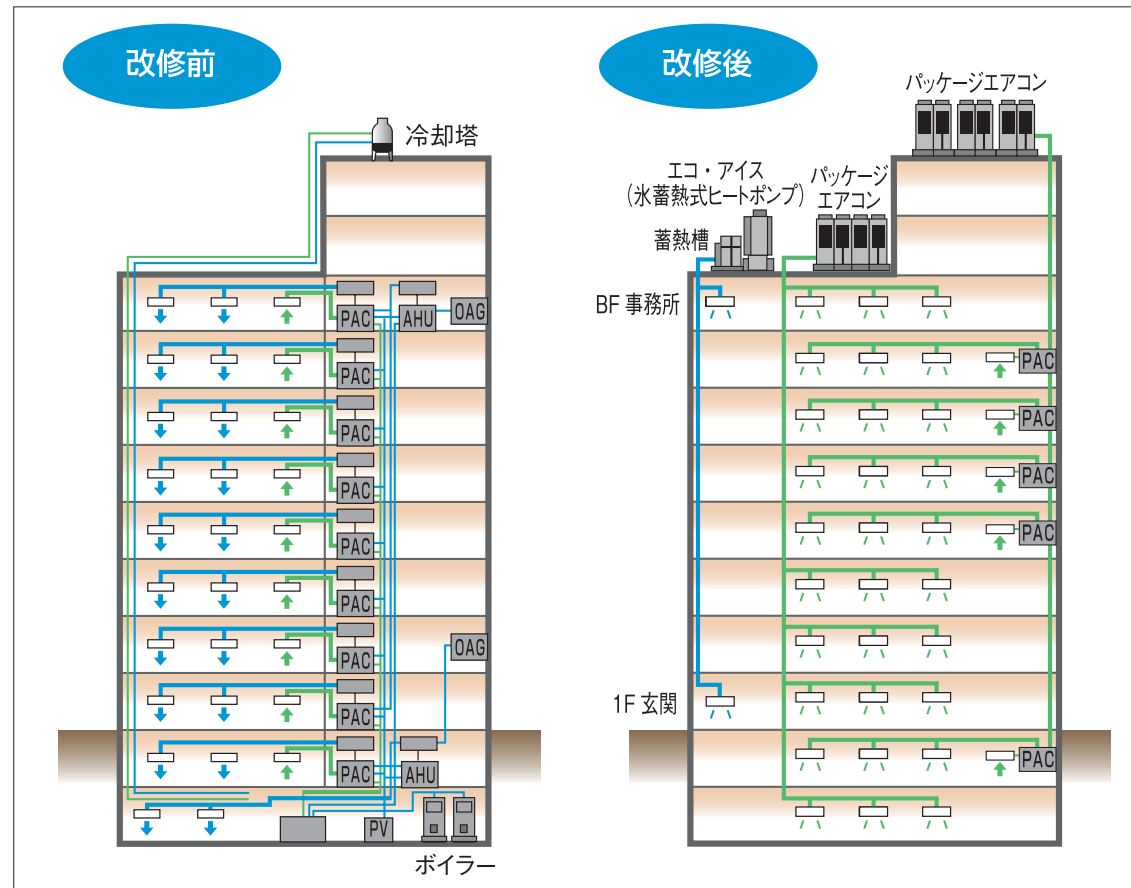 改修前
冷却塔
PAC
AHU
OAG
PAC
PAC
PAC
PAC
PAC
PAC
OAG
PAC
PAC
AHU
PV
ボイラー
改修後
パッケージエアコン
エコ・アイス
(氷蓄熱式ヒートポンプ)
パッケージ
エアコン
蓄熱槽
BF 事務所
PAC
PAC
PAC
PAC
1F 玄関
PAC